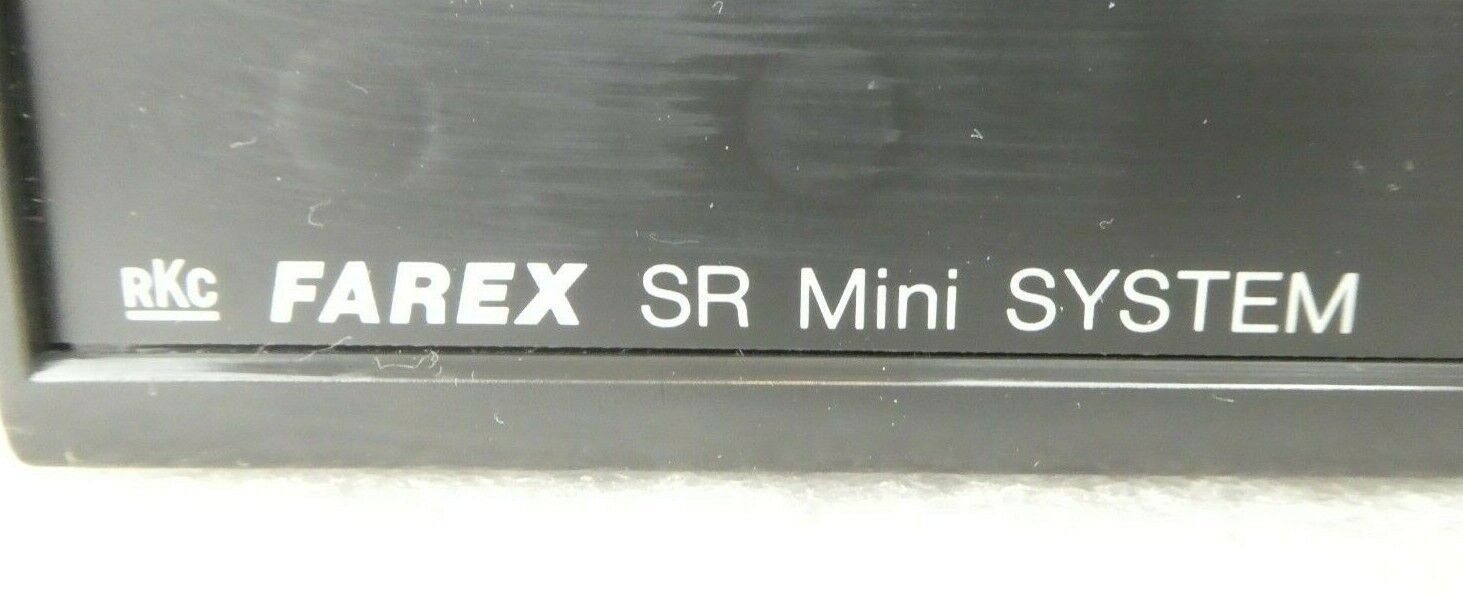 RKC FAREX SR Mini SYSTEM